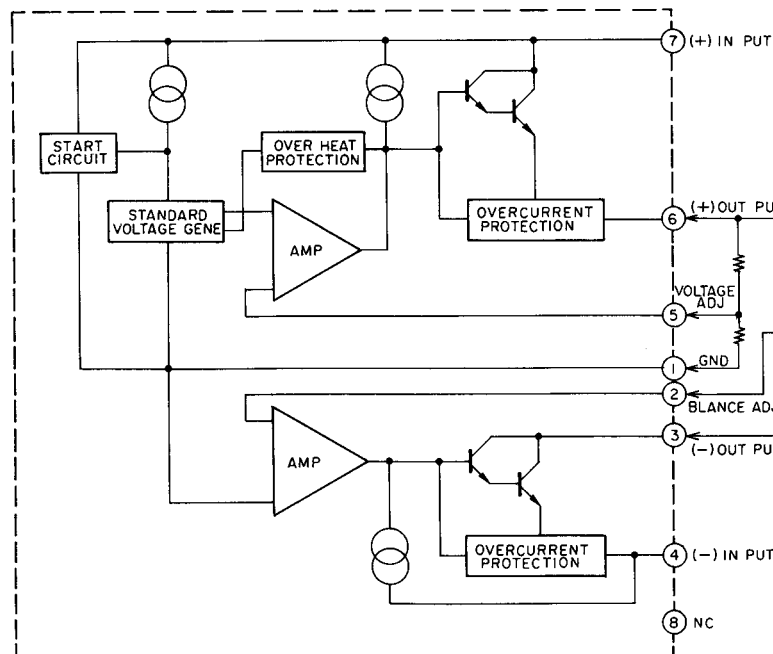 7 (+) IN PUT
START
CIRCUIT
OVER HEAT
PROTECTION
STANDARD
VOLTAGE GENE
AMP
OVERCURRENT
PROTECTION
6 (+) OUT PU
VOLTAGE
ADJ
5
1 GND
2 BLANCE ADJ
AMP
3 (−) OUT PU
OVERCURRENT
PROTECTION
4 (−) IN PUT
8 NC